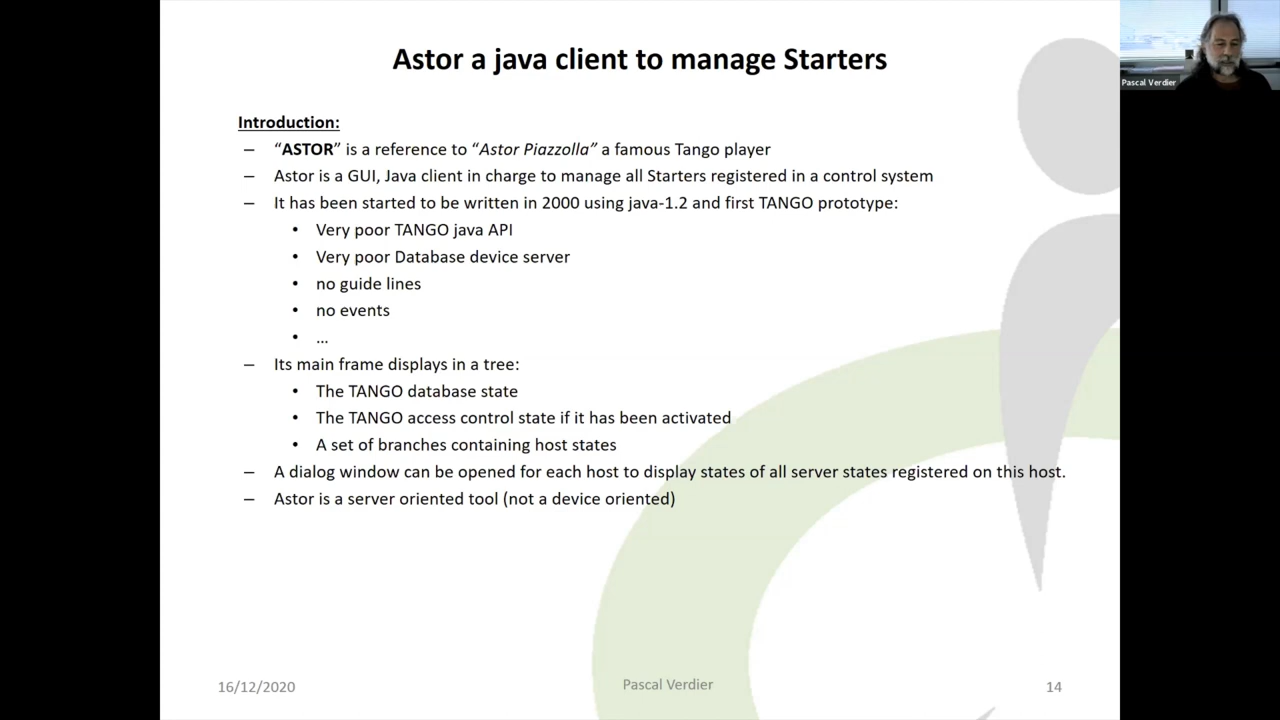 Astor a java client to manage Starters
Pascal Verdier
Introduction:
– “ASTOR” is a reference to “Astor Piazzolla” a famous Tango player
– Astor is a GUI, Java client in charge to manage all Starters registered in a control system
– It has been started to be written in 2000 using java-1.2 and first TANGO prototype:
• Very poor TANGO java API
• Very poor Database device server
• no guide lines
• no events
• …
– Its main frame displays in a tree:
• The TANGO database state
• The TANGO access control state if it has been activated
• A set of branches containing host states
– A dialog window can be opened for each host to display states of all server states registered on this host.
– Astor is a server oriented tool (not a device oriented)
16/12/2020
Pascal Verdier
14